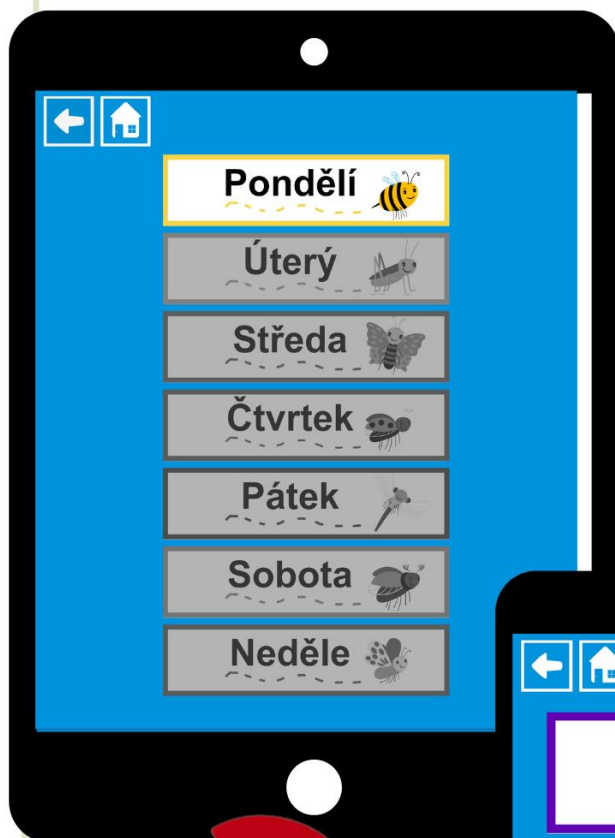 Pondělí
Úterý
Středa
Čtvrtek
Pátek
Sobota
Neděle